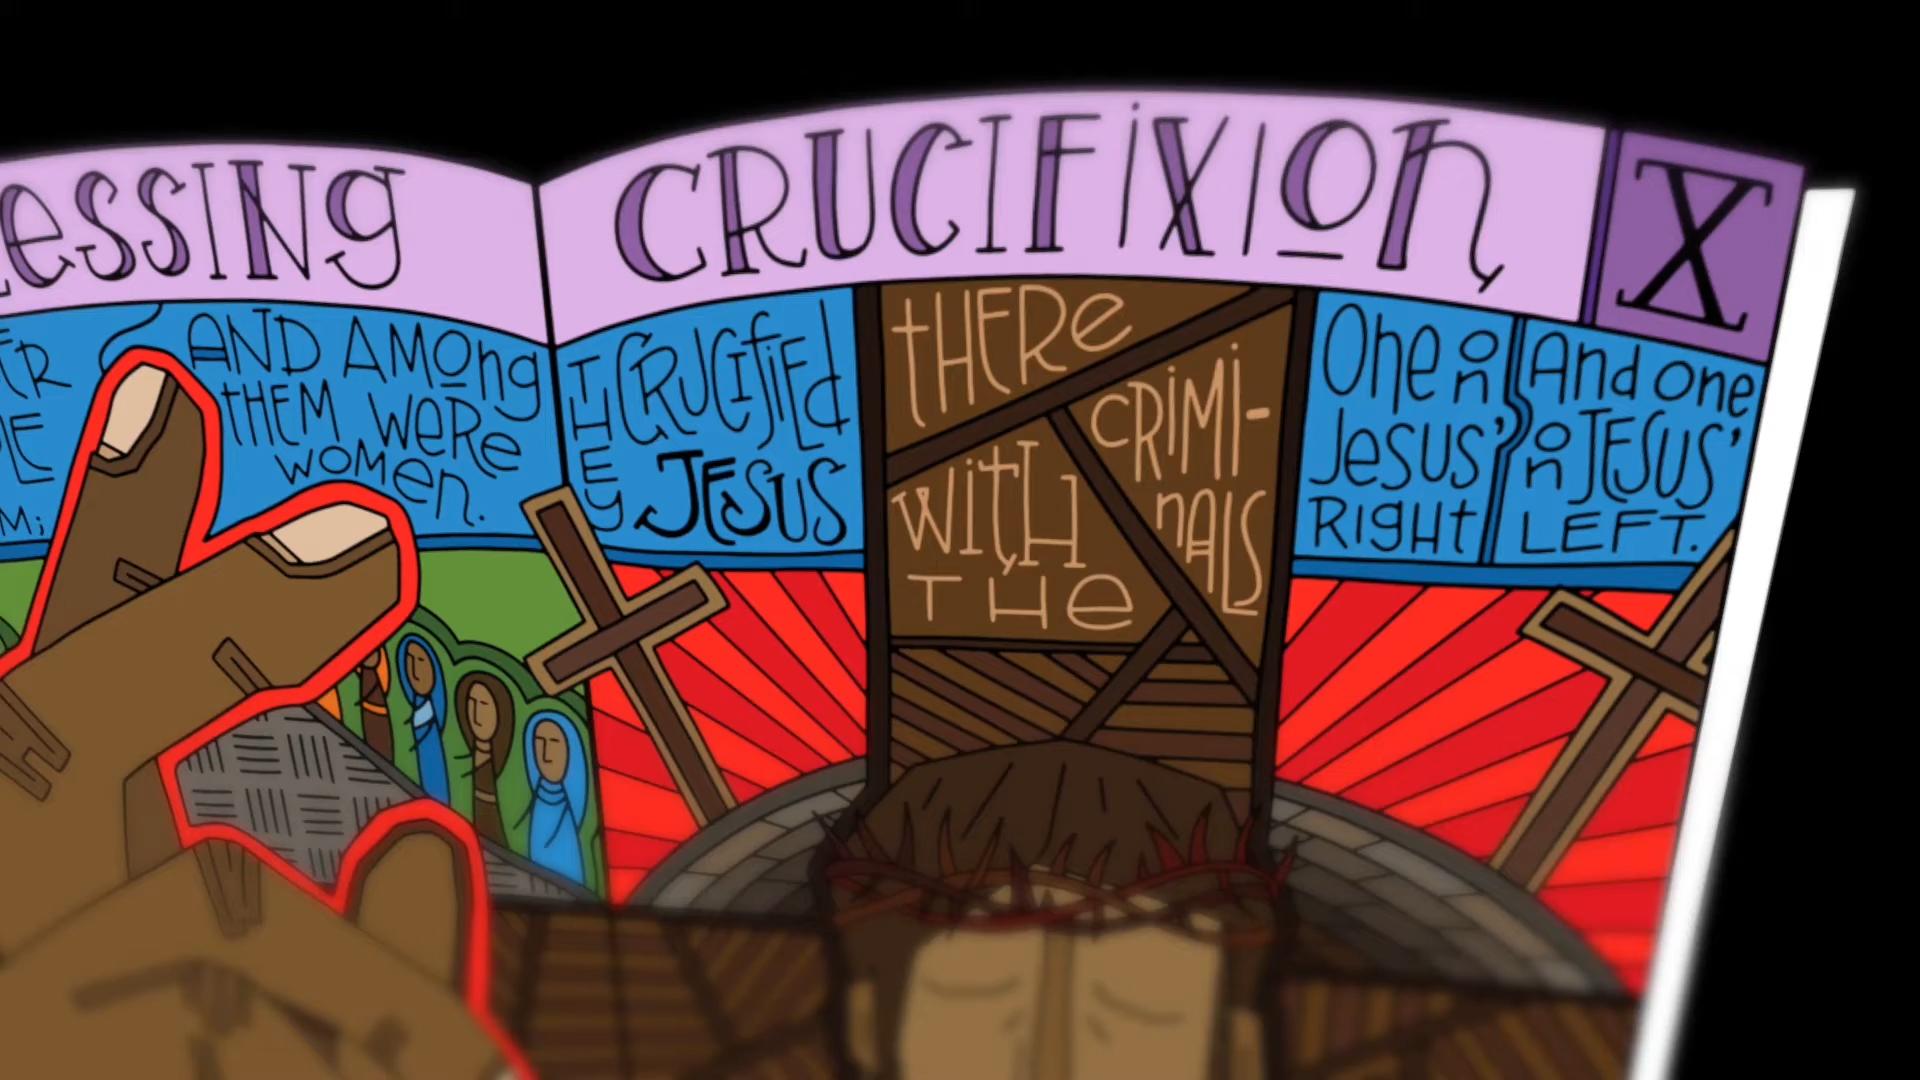 essing
AND AMong
tHEM weRe
women.
CRUCIFiXIon
X
THEY CRUCifiEd
JESUS
tHERe
witH
THe
CRiMi-
nALS
One on
Jesus'
RigHt
And one
on JESUS'
LEFT.